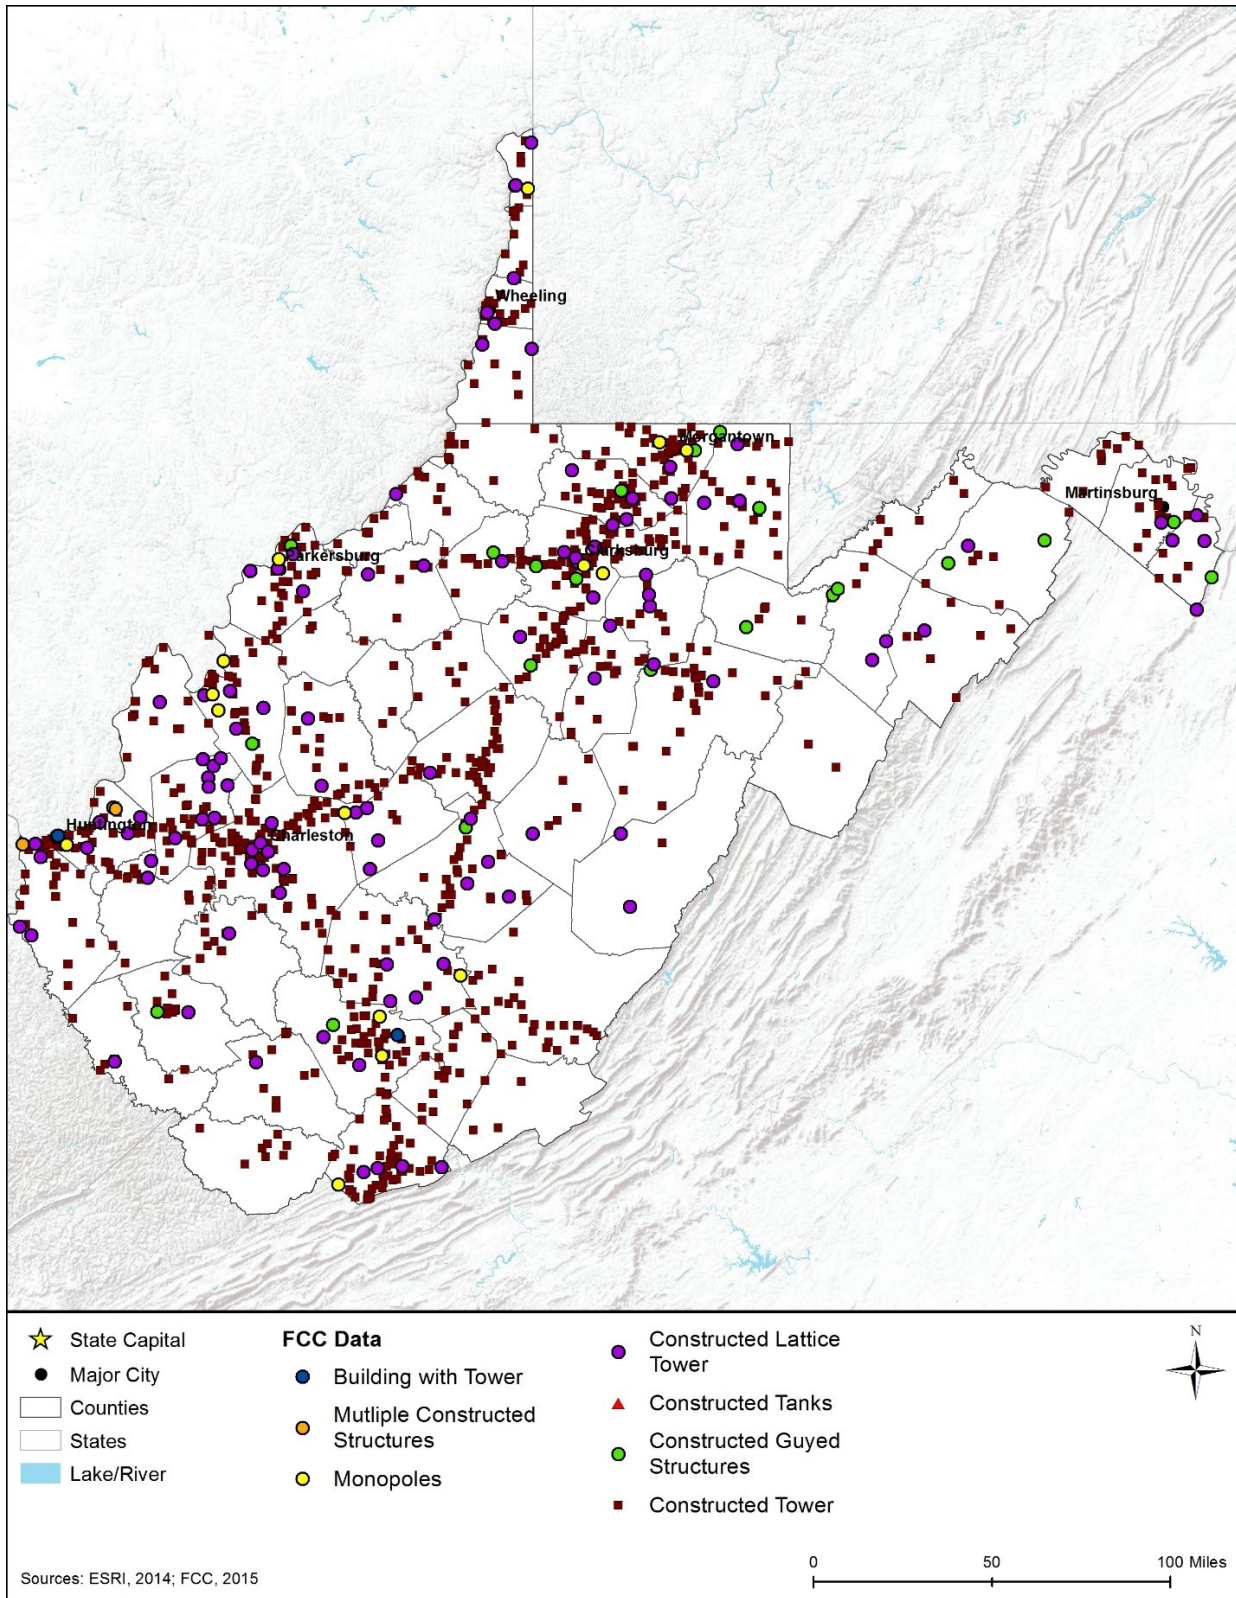 Wheeling
Morgantown
Martinsburg
Parkersburg
Clarksburg
Huntington
Charleston
State Capital
Major City
Counties
States
Lake/River
FCC Data
Building with Tower
Mutliple Constructed
Structures
Monopoles
Constructed Lattice
Tower
Constructed Tanks
Constructed Guyed
Structures
Constructed Tower
N
0 50 100 Miles
Sources: ESRI, 2014; FCC, 2015